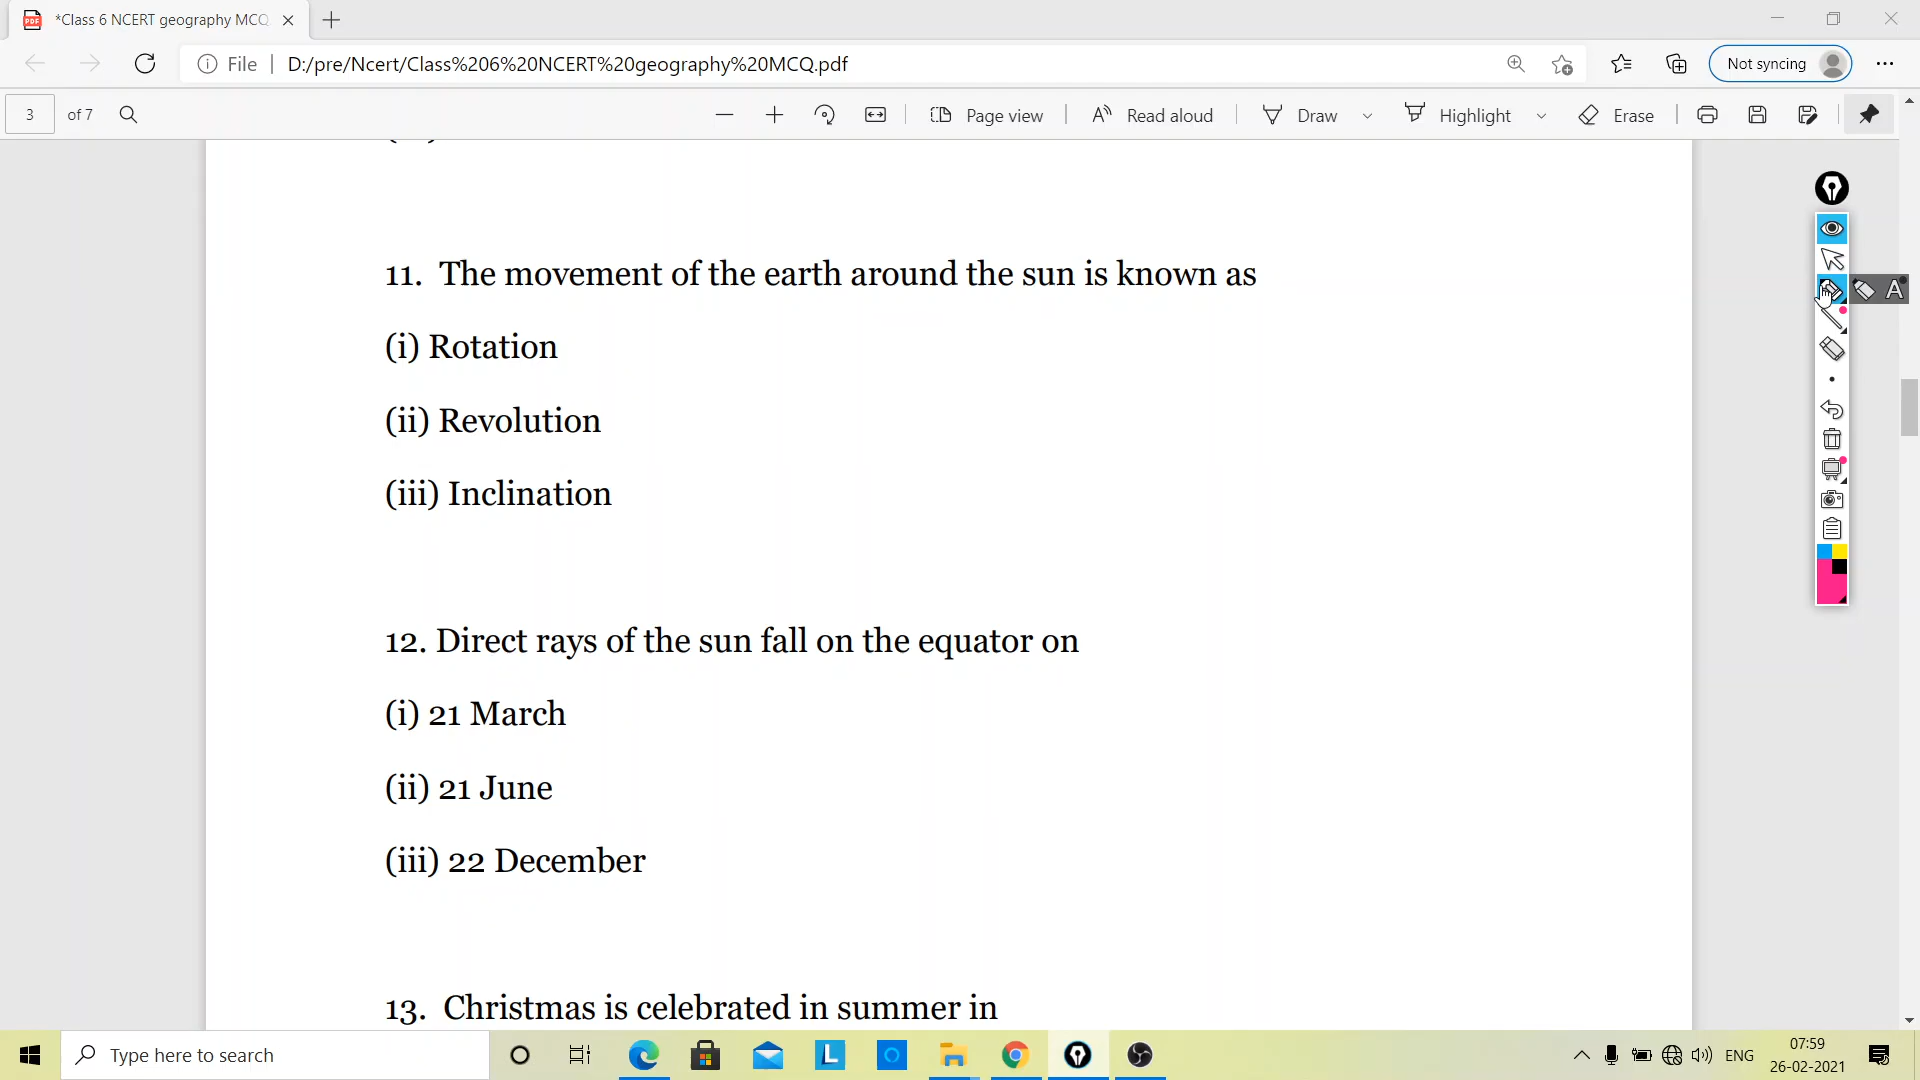 *Class 6 NCERT geography MCQ
File
D:/pre/Ncert/Class%206%20NCERT%20geography%20MCQ.pdf
Not syncing
3 of 7
Page view
Read aloud
Draw
Highlight
Erase
11. The movement of the earth around the sun is known as
(i) Rotation
(ii) Revolution
(iii) Inclination
12. Direct rays of the sun fall on the equator on
(i) 21 March
(ii) 21 June
(iii) 22 December
13. Christmas is celebrated in summer in
Type here to search
ENG
07:59
26-02-2021